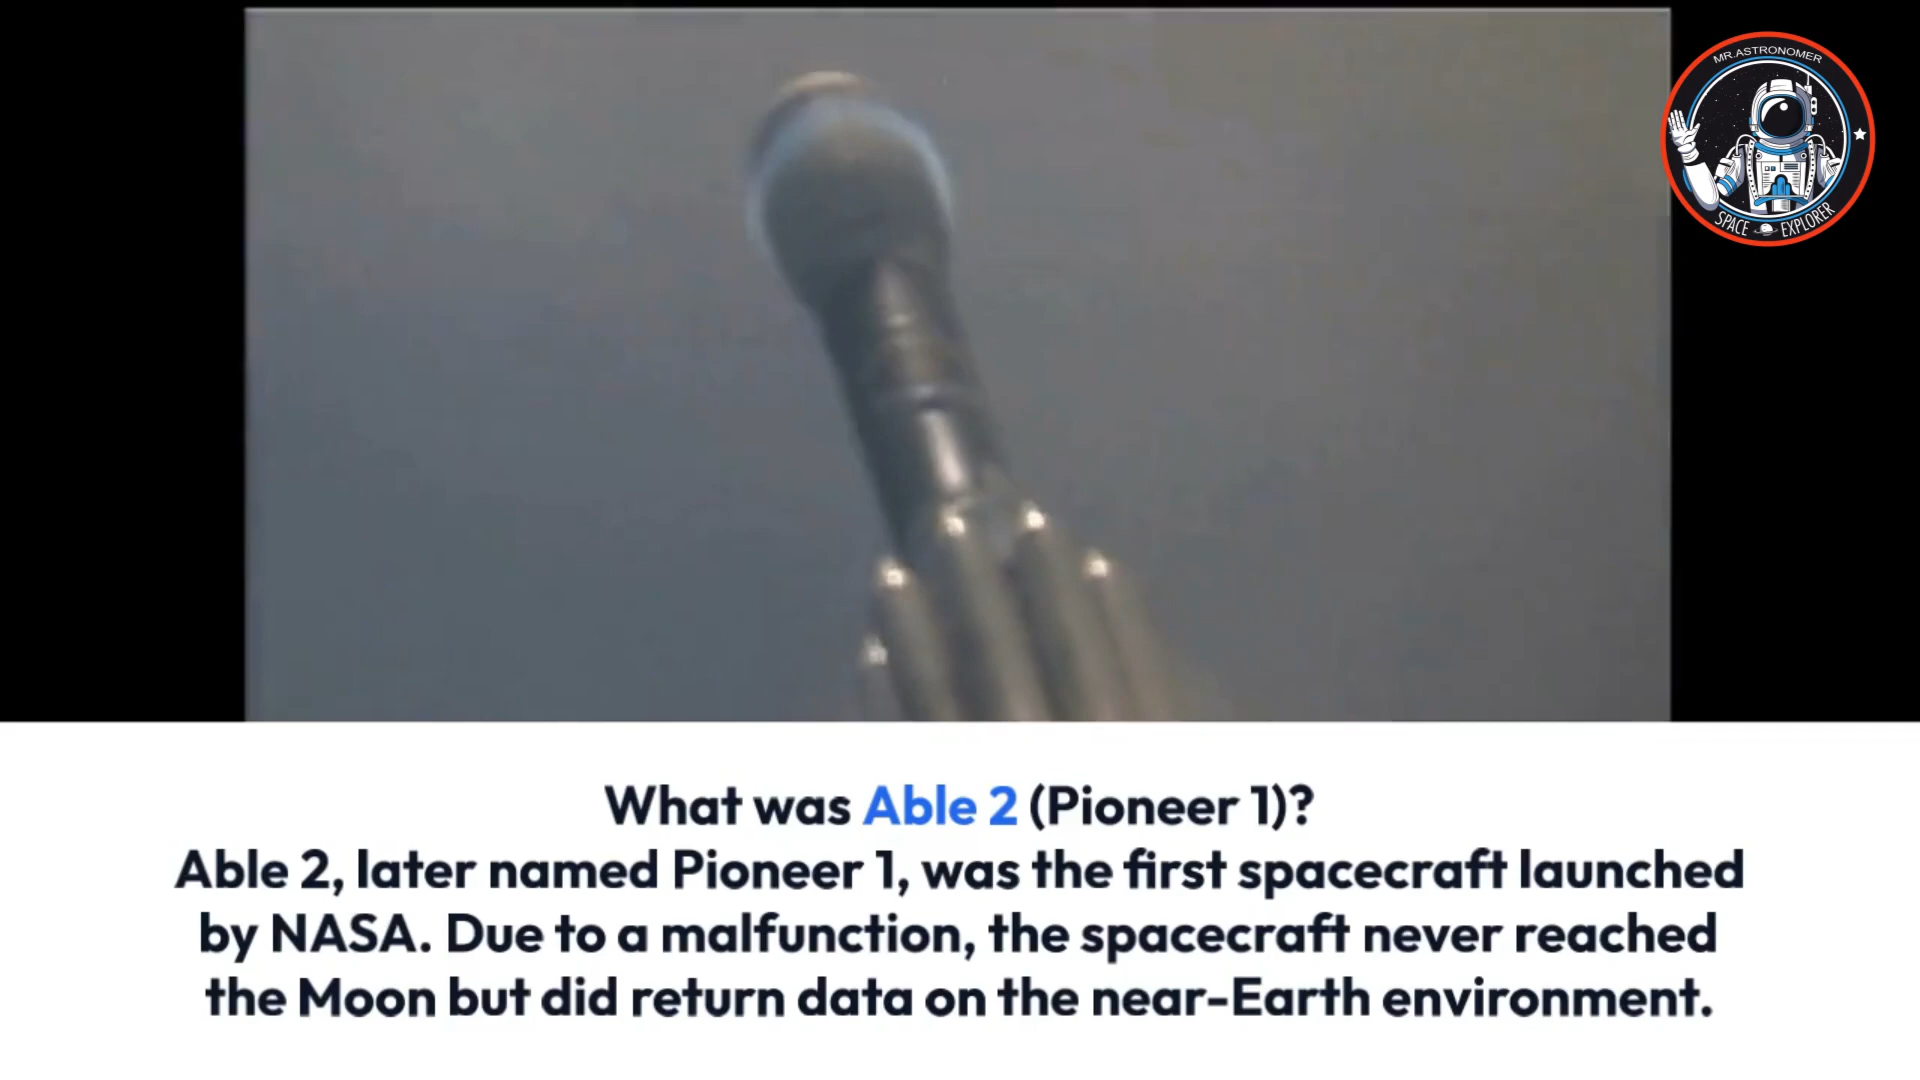 MR.ASTRONOMER
SPACE EXPLORER
What was Able 2 (Pioneer 1)?
Able 2, later named Pioneer 1, was the first spacecraft launched
by NASA. Due to a malfunction, the spacecraft never reached
the Moon but did return data on the near-Earth environment.